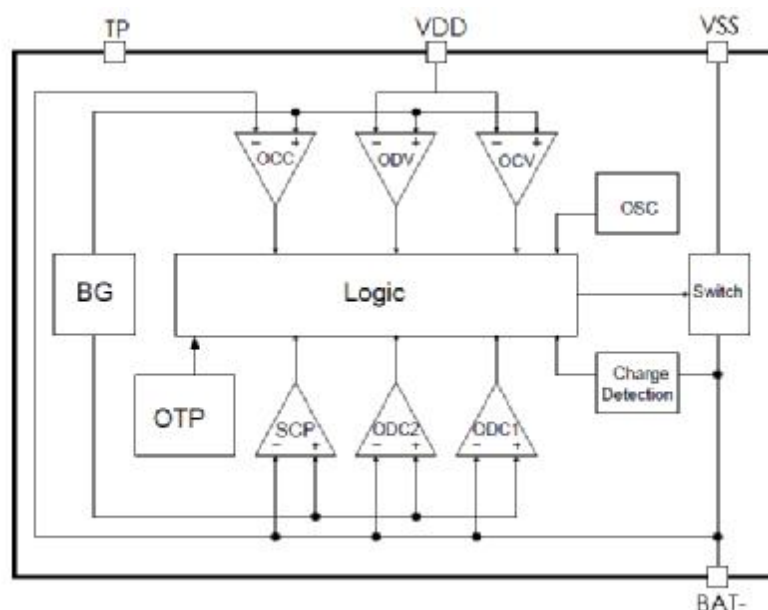 TP VDD VSS
− + − + − +
OCC ODV OCV
OSC
BG Logic Switch
Charge
Detection
OTP SCP ODC2 ODC1
− + − + − +
BAT-